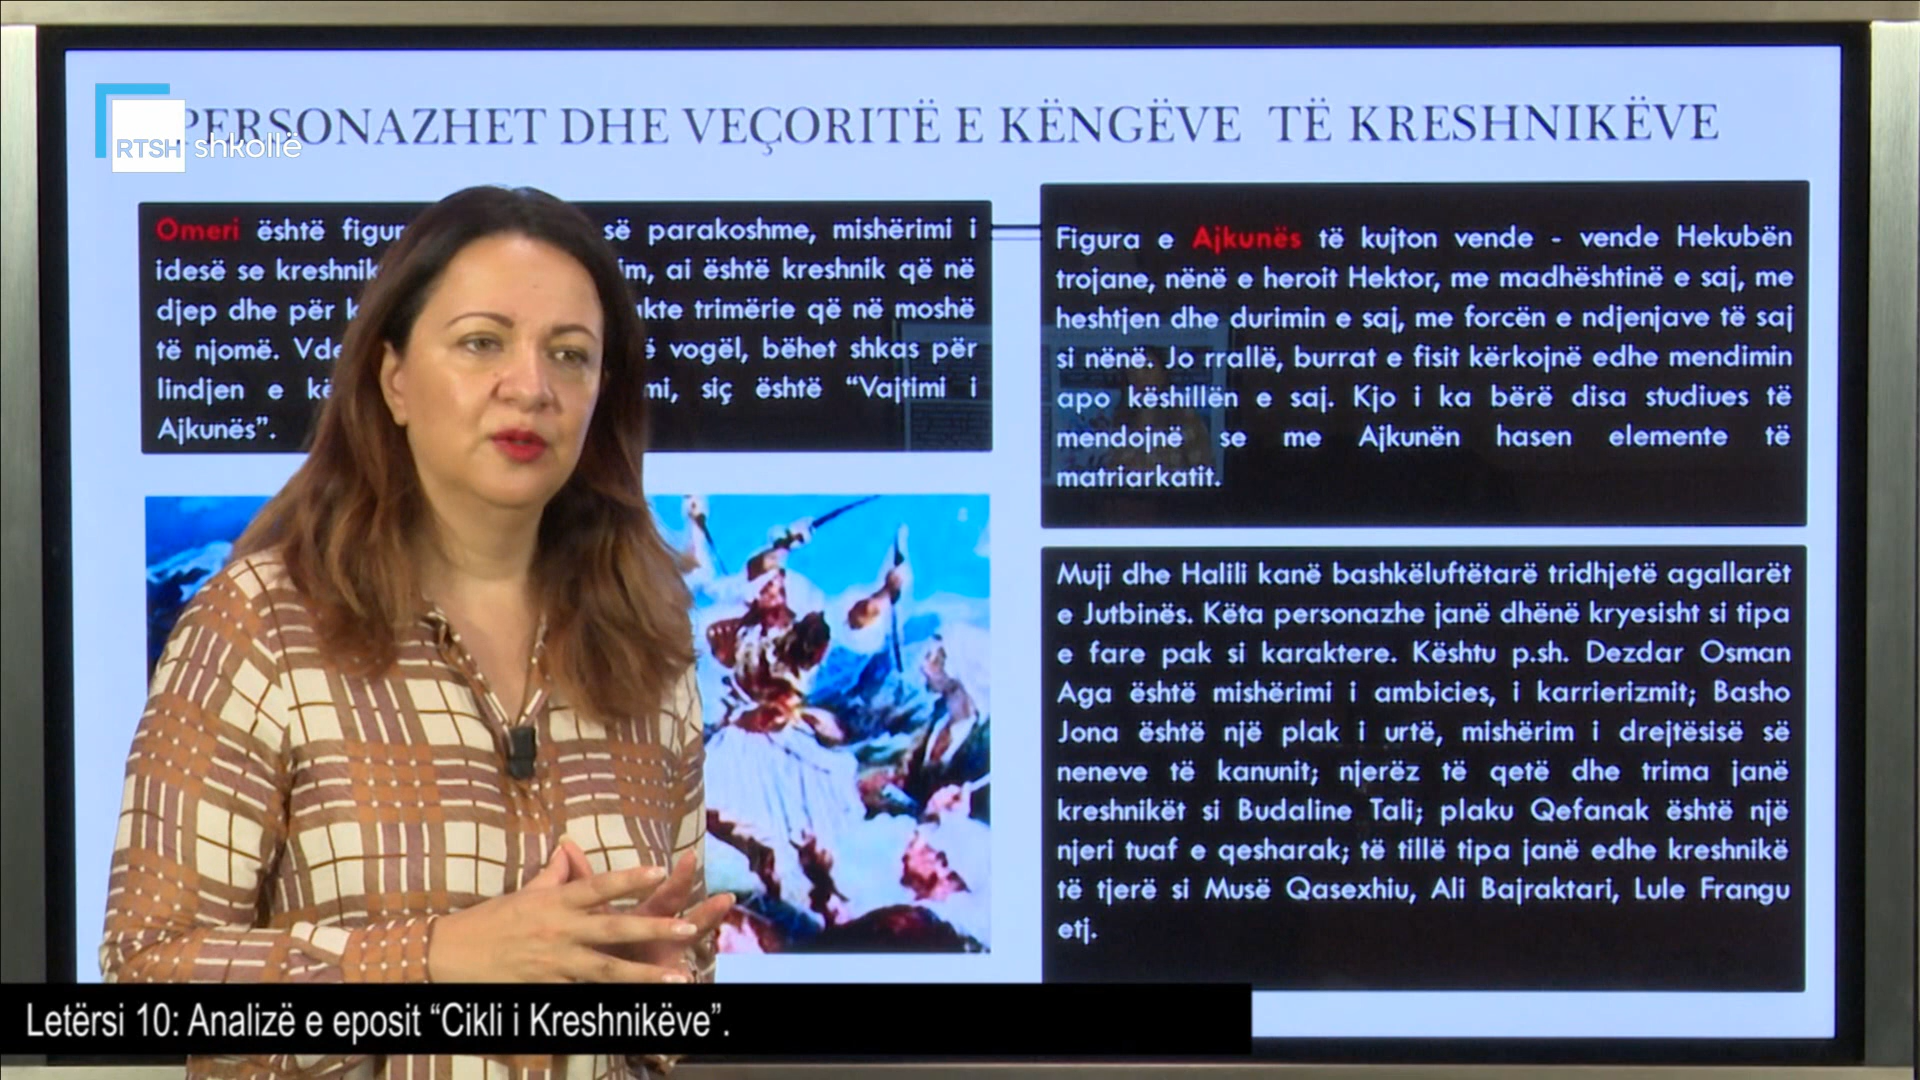 PERSONAZHET DHE VEÇORITË E KËNGËVE TË KRESHNIKËVE
RTSH shkollë
Omeri është figur së parakoshme, mishërimi i
idesë se kreshnik im, ai është kreshnik që në
djep dhe për k akte trimërie që në moshë
të njomë. Vde ë vogël, bëhet shkas për
lindjen e kë mi, siç është “Vajtimi i
Ajkunës”.
Figura e Ajkunës të kujton vende - vende Hekubën
trojane, nënë e heroit Hektor, me madhështinë e saj, me
heshtjen dhe durimin e saj, me forcën e ndjenjave të saj
si nënë. Jo rrallë, burrat e fisit kërkojnë edhe mendimin
apo këshillën e saj. Kjo i ka bërë disa studiues të
mendojnë se me Ajkunën hasen elemente të
matriarkatit.
Muji dhe Halili kanë bashkëluftëtarë tridhjetë agallarët
e Jutbinës. Këta personazhe janë dhënë kryesisht si tipa
e fare pak si karaktere. Kështu p.sh. Dezdar Osman
Aga është mishërimi i ambicies, i karrierizmit; Basho
Jona është një plak i urtë, mishërim i drejtësisë së
neneve të kanunit; njerëz të qetë dhe trima janë
kreshnikët si Budaline Tali; plaku Qefanak është një
njeri tuaf e qesharak; të tillë tipa janë edhe kreshnikë
të tjerë si Musë Qasexhiu, Ali Bajraktari, Lule Frangu
etj.
Letërsi 10: Analizë e eposit “Cikli i Kreshnikëve”.